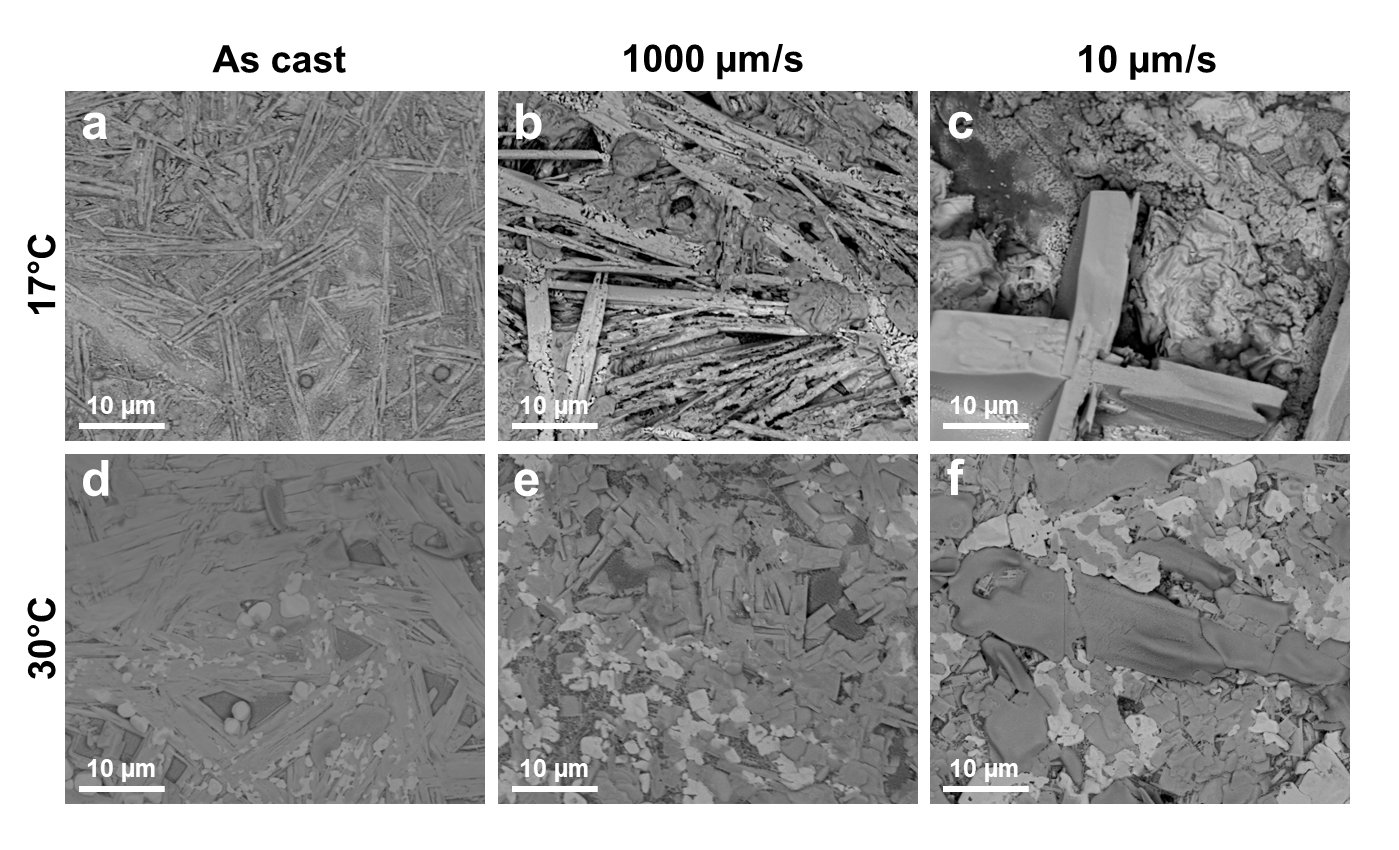 As cast 1000 µm/s 10 µm/s
17°C
a b c
10 µm 10 µm 10 µm
30°C
d e f
10 µm 10 µm 10 µm